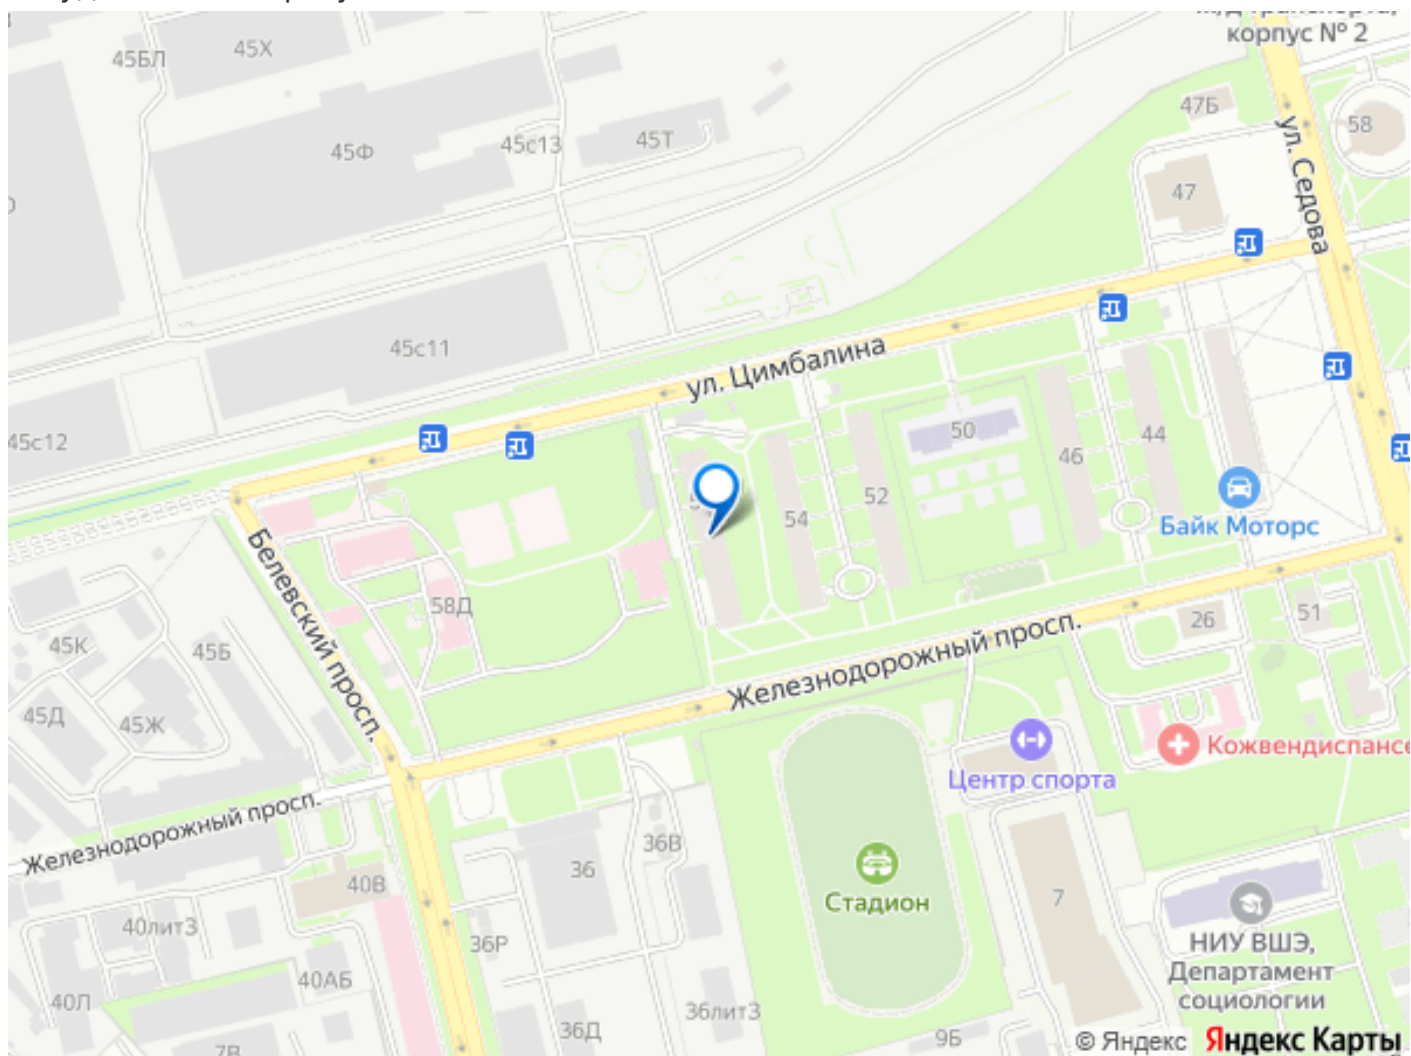 корпус № 2
45БЛ
45Х
47Б
58
45Ф
45с13
45Т
ул. Седова
47
45с11
ул. Цимбалина
45с12
50
44
46
52
54
Байк Моторс
Белевский просп.
58Д
Железнодорожный просп.
26
51
45К
45Б
45Д
45Ж
Кожвендиспансе
Центр спорта
Железнодорожный просп.
36В
36
40В
7
Стадион
40лит3
36Р
НИУ ВШЭ,
Департамент
социологии
40АБ
40Л
36лит3
36Д
7В
9Б
© Яндекс Яндекс Карты